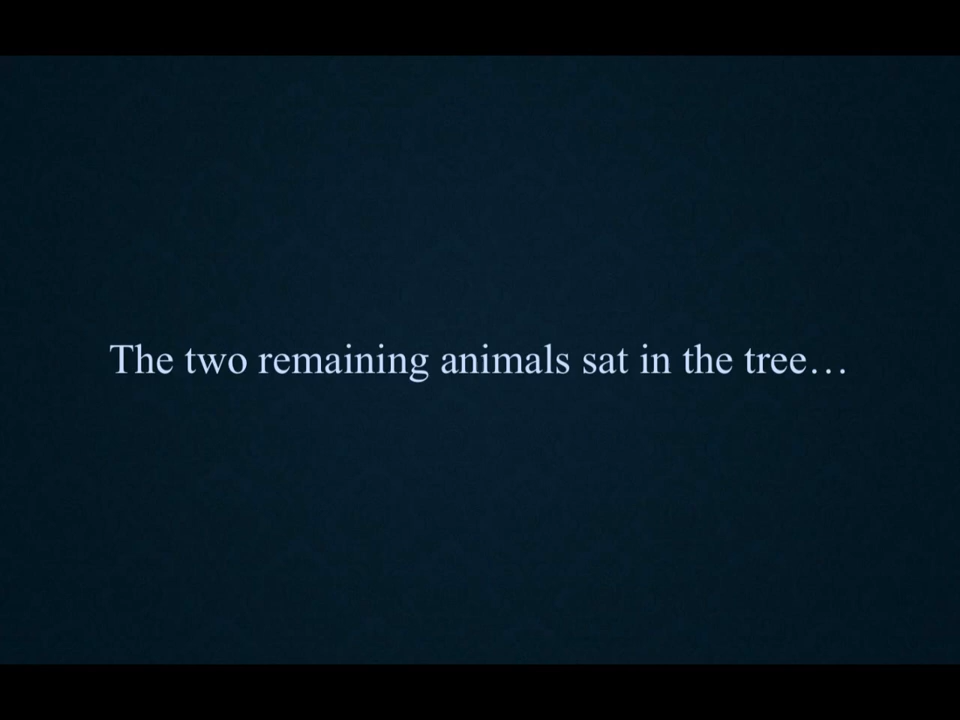 The two remaining animals sat in the tree…